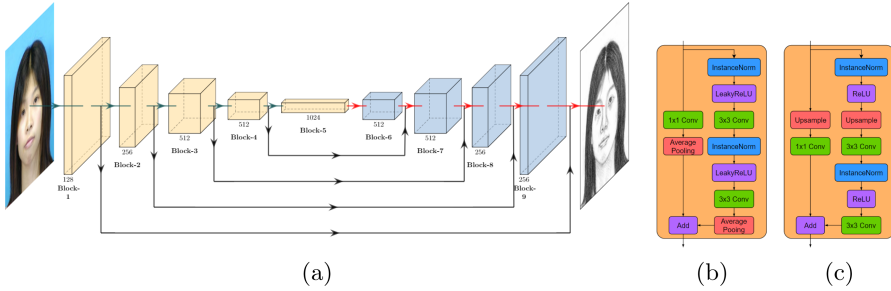 128
Block-
1
256
Block-2
512
Block-3
512
Block-4
1024
Block-5
512
Block-6
512
Block-7
256
Block-8
256
Block-
9
(a)
InstanceNorm
LeakyReLU
1x1 Conv
3x3 Conv
Average
Pooling
InstanceNorm
LeakyReLU
3x3 Conv
Add
Average
Pooing
(b)
InstanceNorm
ReLU
Upsample
Upsample
1x1 Conv
3x3 Conv
InstanceNorm
ReLU
Add
3x3 Conv
(c)